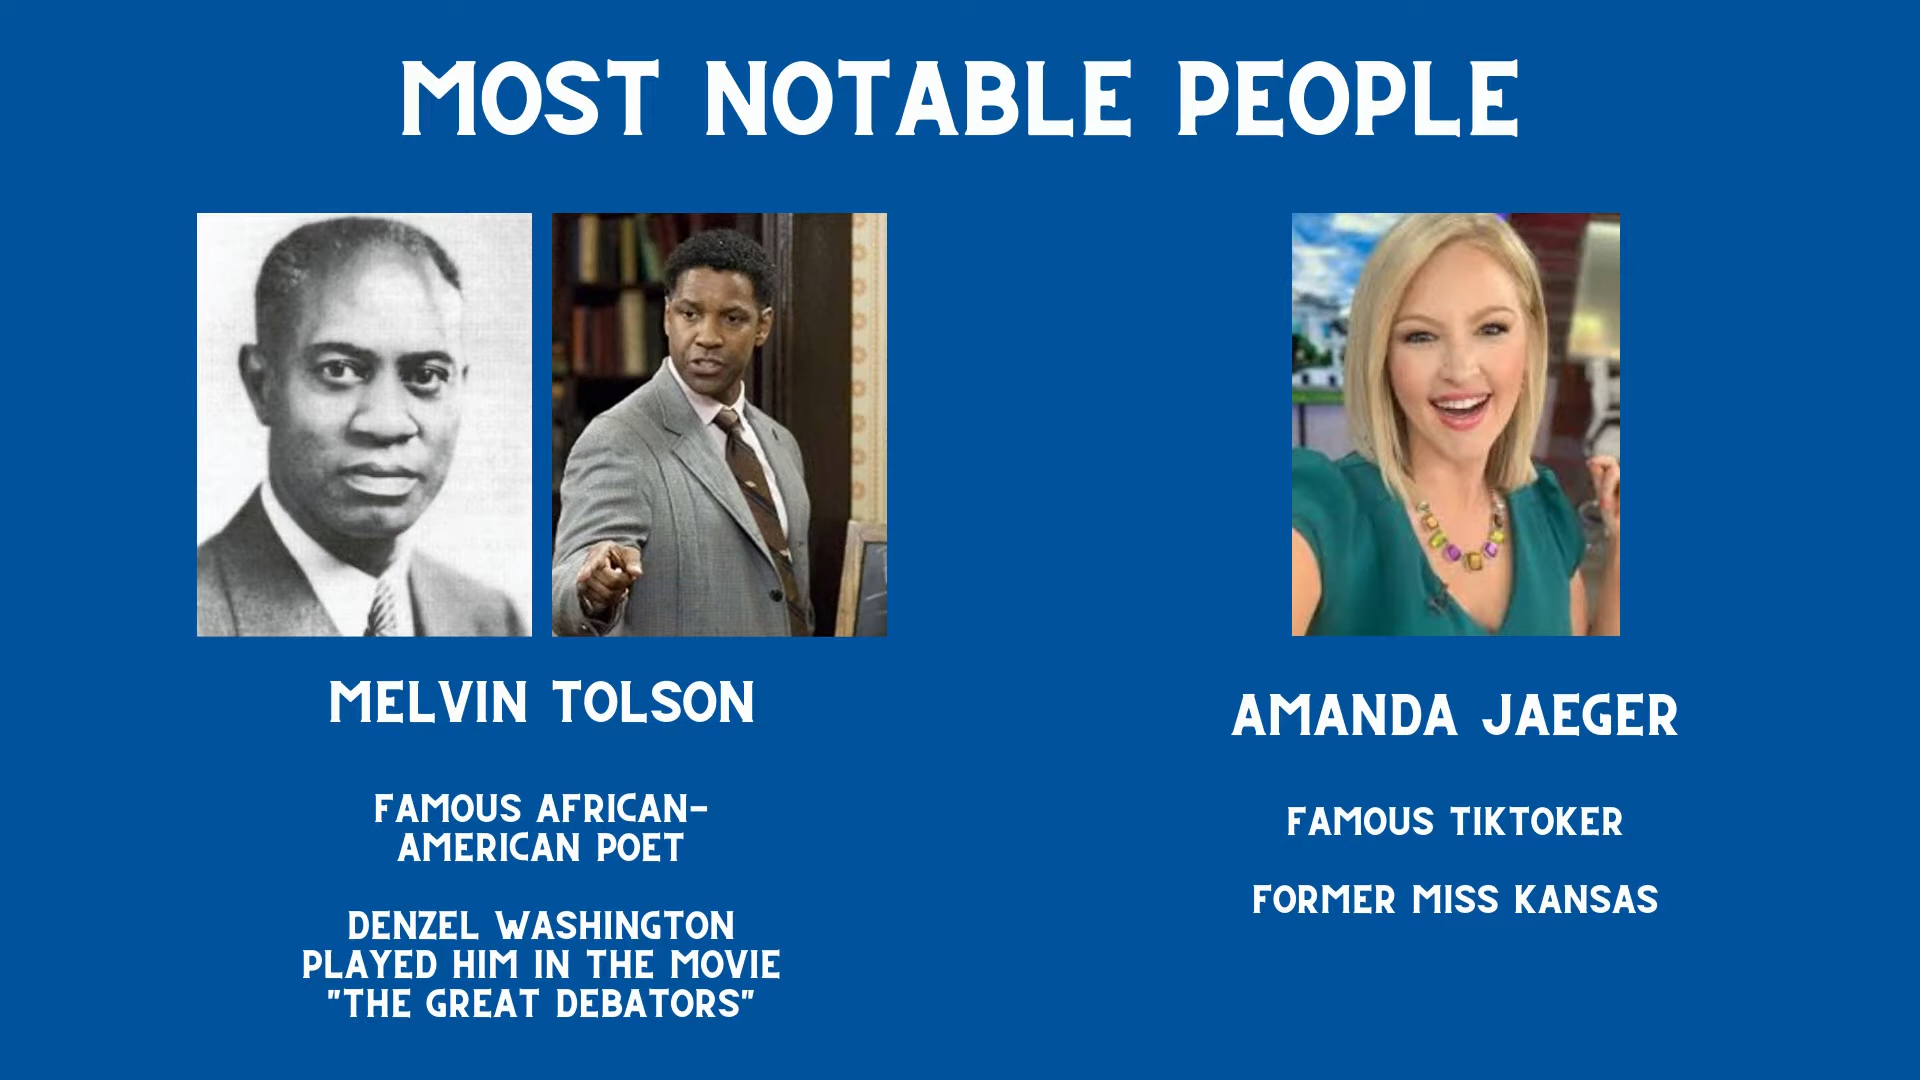 MOST NOTABLE PEOPLE
MELVIN TOLSON
FAMOUS AFRICAN-
AMERICAN POET
DENZEL WASHINGTON
PLAYED HIM IN THE MOVIE
"THE GREAT DEBATORS"
AMANDA JAEGER
FAMOUS TIKTOKER
FORMER MISS KANSAS